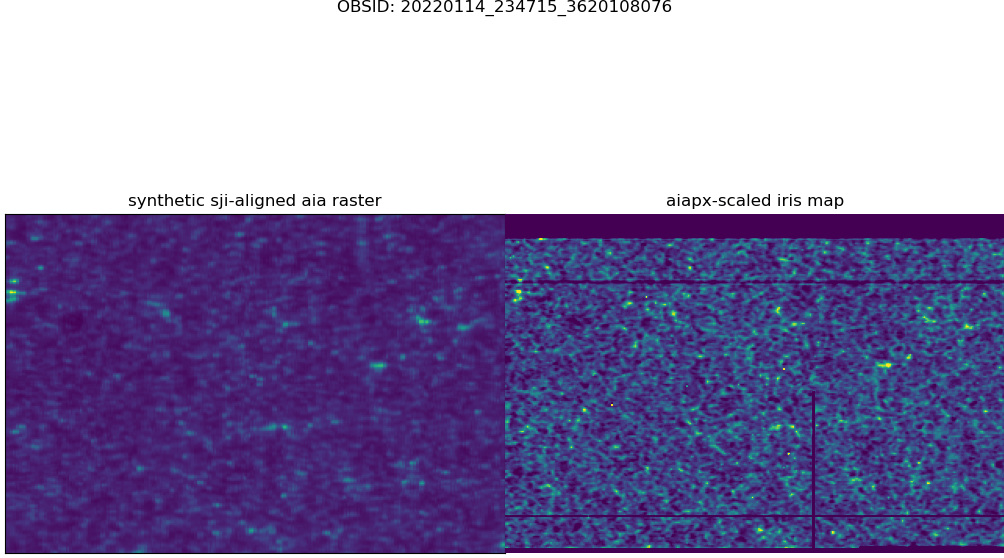 OBSID: 20220114_234715_3620108076
synthetic sji-aligned aia raster
aiapx-scaled iris map